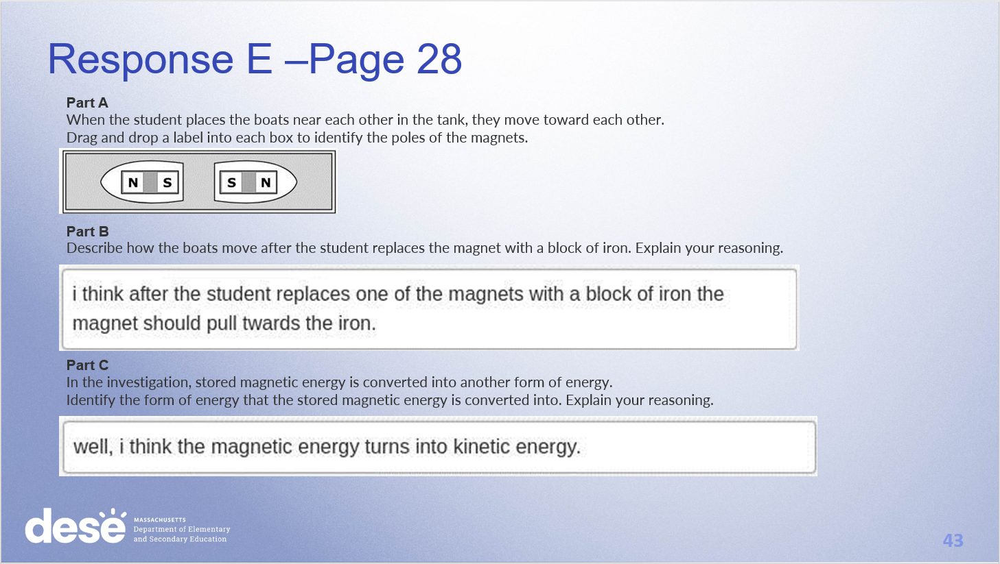 Response E –Page 28
Part A
When the student places the boats near each other in the tank, they move toward each other.
Drag and drop a label into each box to identify the poles of the magnets.
N S S N
Part B
Describe how the boats move after the student replaces the magnet with a block of iron. Explain your reasoning.
i think after the student replaces one of the magnets with a block of iron the
magnet should pull twards the iron.
Part C
In the investigation, stored magnetic energy is converted into another form of energy.
Identify the form of energy that the stored magnetic energy is converted into. Explain your reasoning.
well, i think the magnetic energy turns into kinetic energy.
dese
MASSACHUSETTS
Department of Elementary
and Secondary Education
43